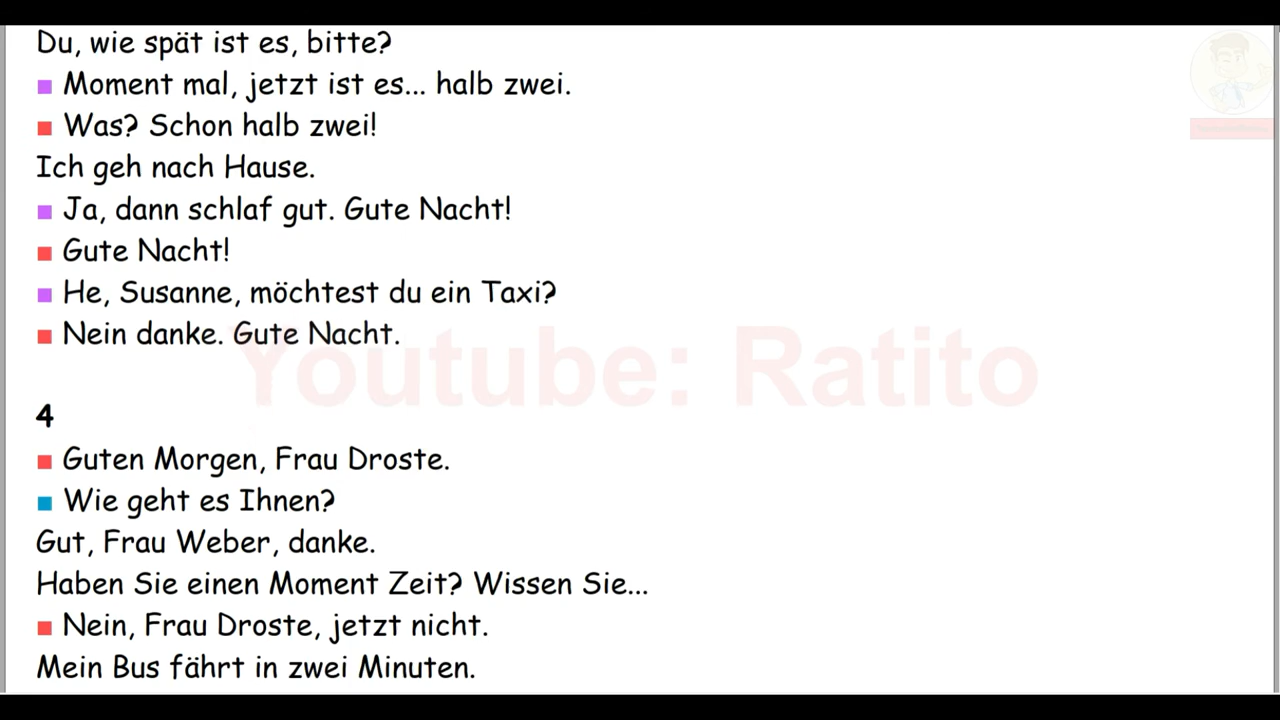 Du, wie spät ist es, bitte?
Moment mal, jetzt ist es... halb zwei.
Was? Schon halb zwei!
Ich geh nach Hause.
Ja, dann schlaf gut. Gute Nacht!
Gute Nacht!
He, Susanne, möchtest du ein Taxi?
Nein danke. Gute Nacht.
Youtube: Ratito
4
Guten Morgen, Frau Droste.
Wie geht es Ihnen?
Gut, Frau Weber, danke.
Haben Sie einen Moment Zeit? Wissen Sie...
Nein, Frau Droste, jetzt nicht.
Mein Bus fährt in zwei Minuten.